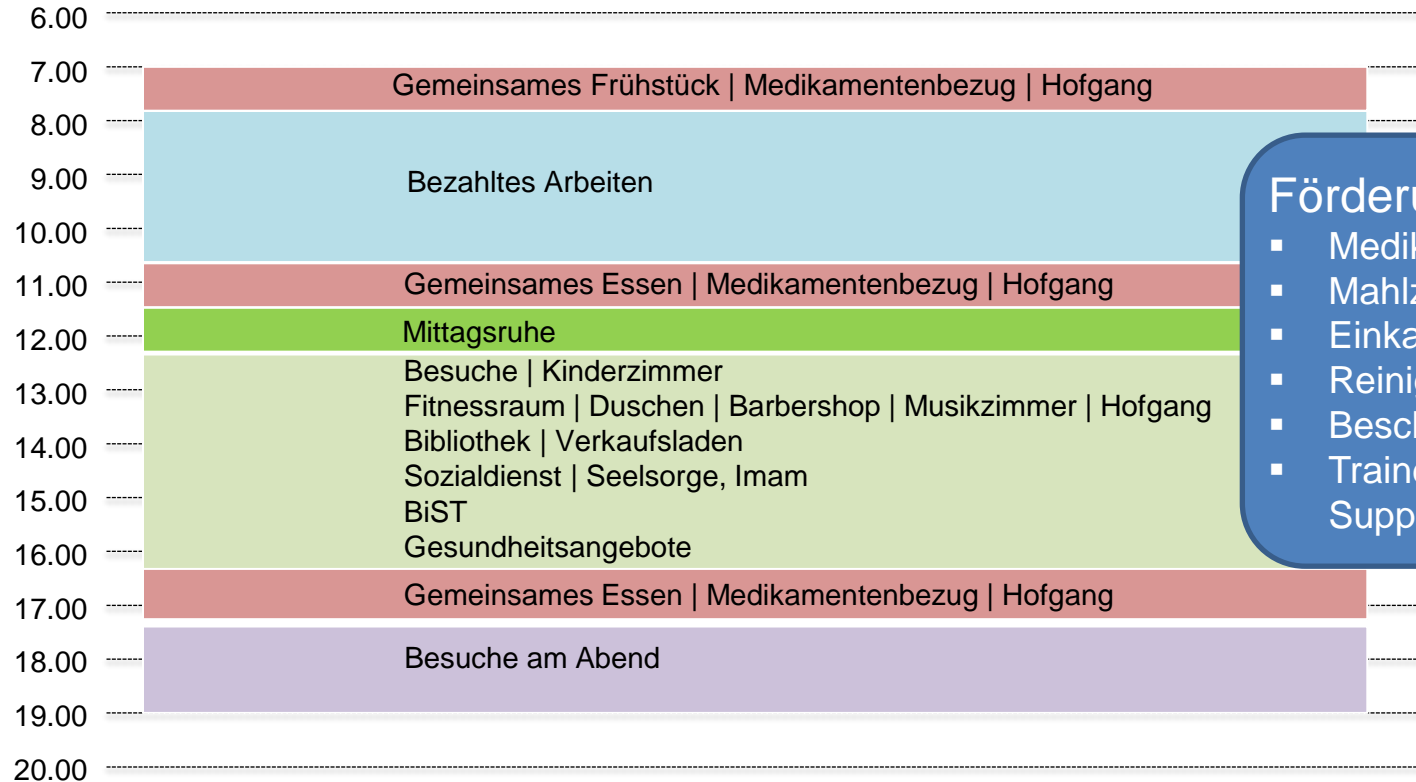 6.00
7.00
Gemeinsames Frühstück | Medikamentenbezug | Hofgang
8.00
9.00
Bezahltes Arbeiten
10.00
11.00
Gemeinsames Essen | Medikamentenbezug | Hofgang
12.00
Mittagsruhe
Besuche | Kinderzimmer
13.00
Fitnessraum | Duschen | Barbershop | Musikzimmer | Hofgang
14.00
Bibliothek | Verkaufsladen
Sozialdienst | Seelsorge, Imam
15.00
BiST
16.00
Gesundheitsangebote
17.00
Gemeinsames Essen | Medikamentenbezug | Hofgang
18.00
Besuche am Abend
19.00
20.00